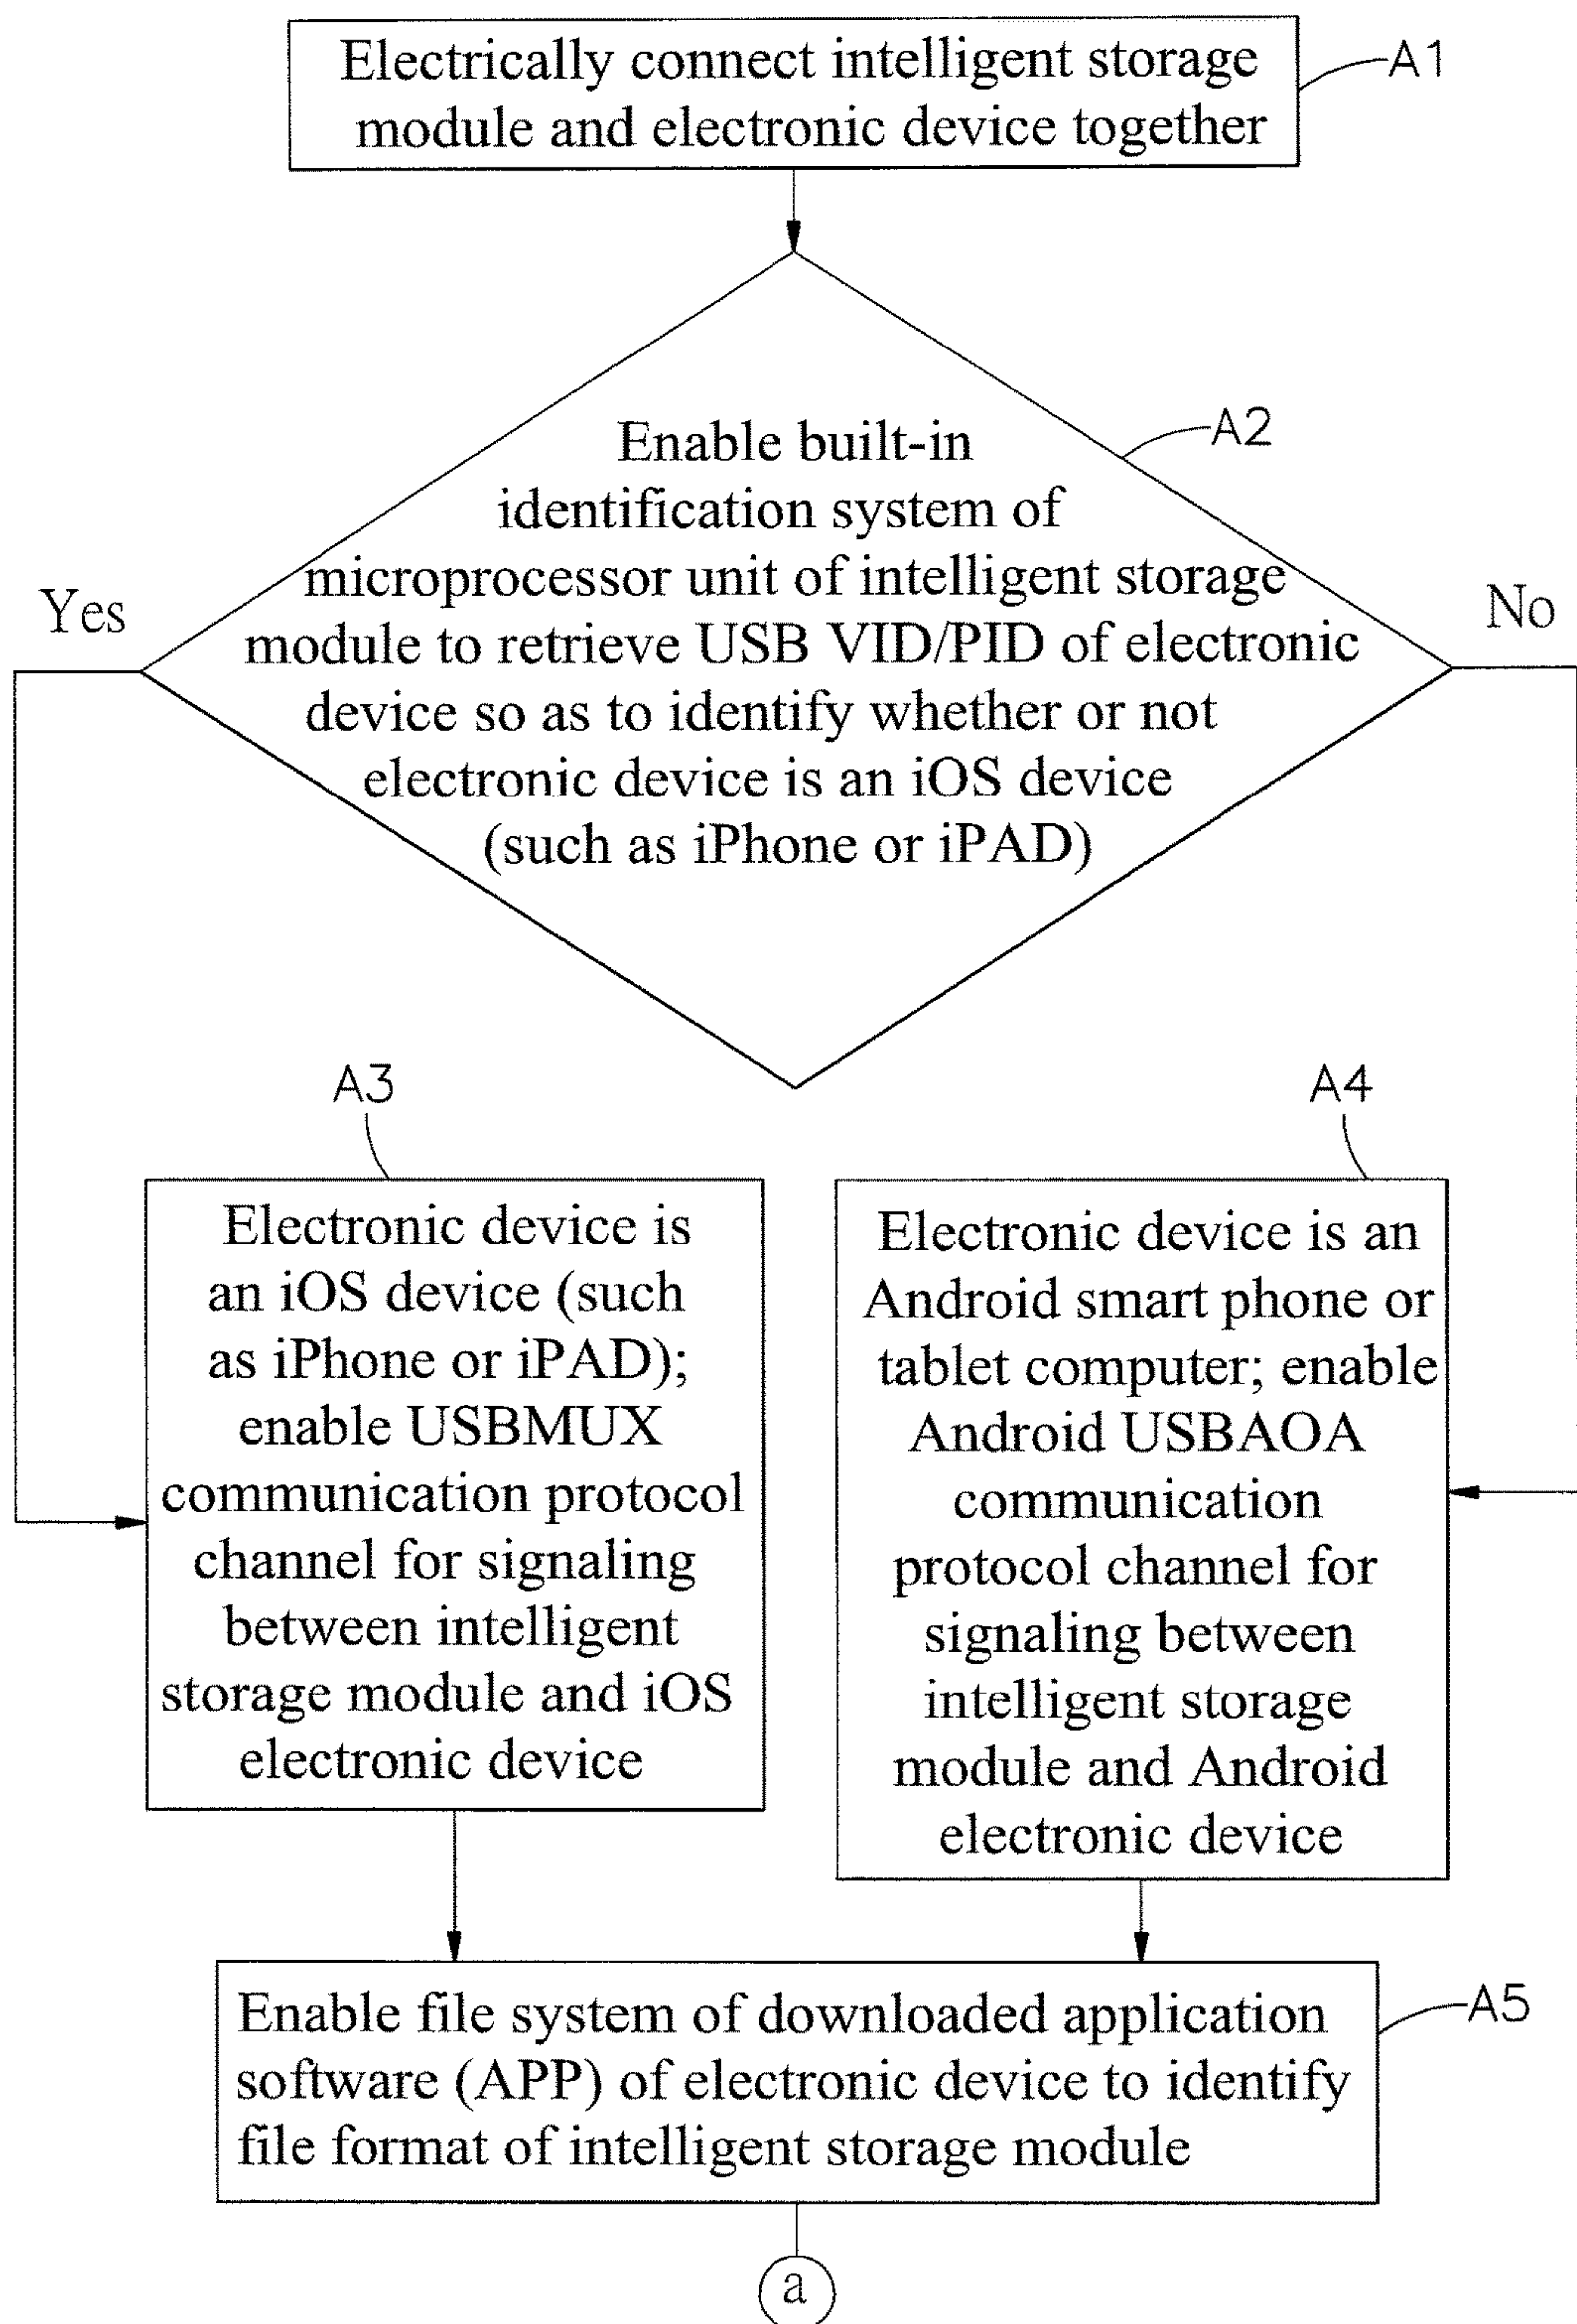 Electrically connect intelligent storage
module and electronic device together
A1
A2
Enable built-in
identification system of
microprocessor unit of intelligent storage
module to retrieve USB VID/PID of electronic
device so as to identify whether or not
electronic device is an iOS device
(such as iPhone or iPAD)
Yes
No
A3
Electronic device is
an iOS device (such
as iPhone or iPAD);
enable USBMUX
communication protocol
channel for signaling
between intelligent
storage module and iOS
electronic device
A4
Electronic device is an
Android smart phone or
tablet computer; enable
Android USBAOA
communication
protocol channel for
signaling between
intelligent storage
module and Android
electronic device
A5
Enable file system of downloaded application
software (APP) of electronic device to identify
file format of intelligent storage module
a